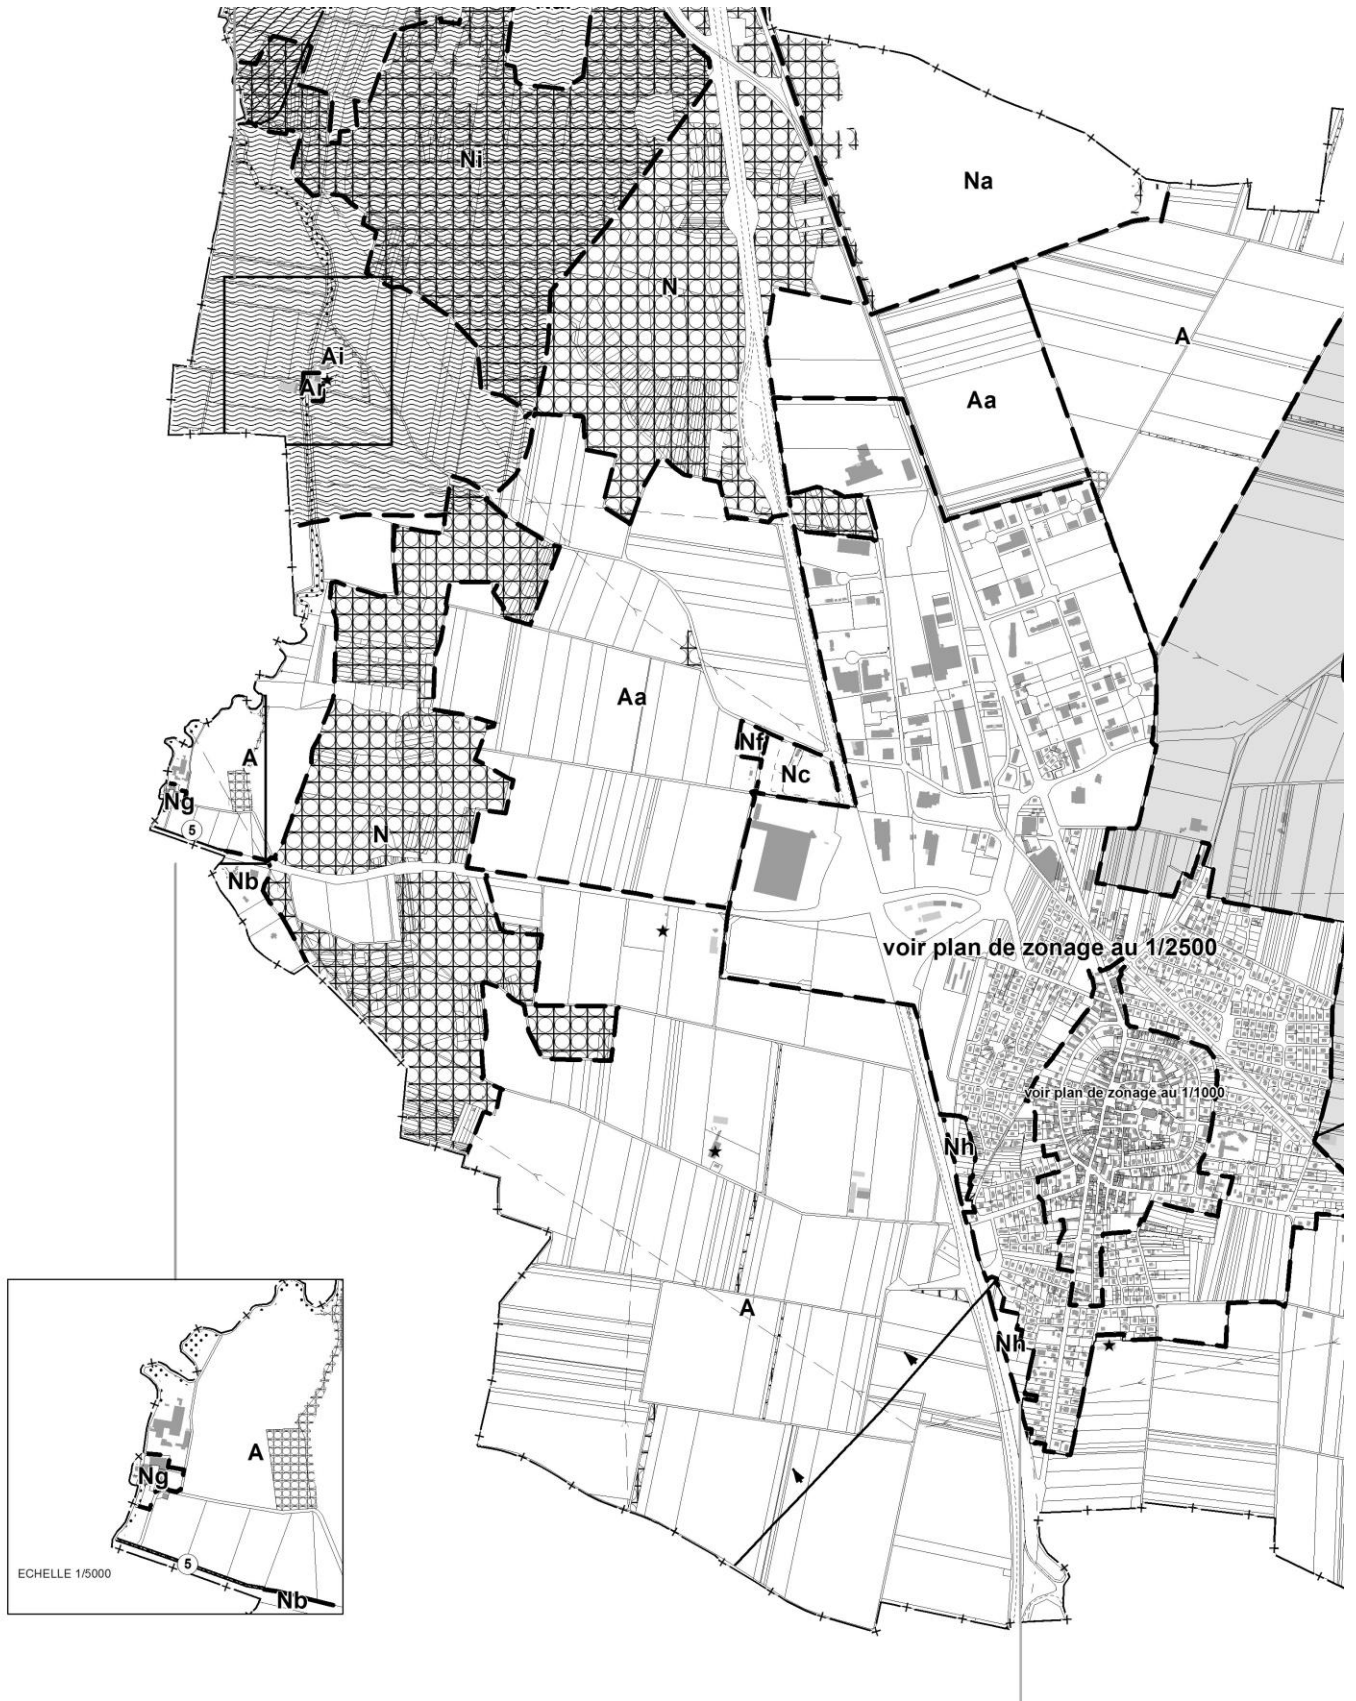 Ni
Na
N
A
Ai
Ar
Aa
Aa
Nf
Nc
A
Ng
5
N
Nb
voir plan de zonage au 1/2500
voir plan de zonage au 1/1000
Nh
A
Nh
A
Ng
5
Nb
ECHELLE 1/5000